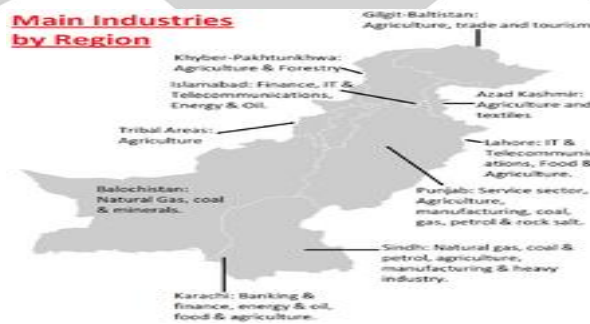 Main Industries
by Region
Gilgit-Baltistan:
Agriculture, trade and tourism
Khyber-Pakhtunkhwa:
Agriculture & Forestry
Islamabad: Finance, IT &
Telecommunications,
Energy & Oil.
Azad Kashmir:
Agriculture and
textiles
Tribal Areas:
Agriculture
Lahore: IT &
Telecommunic
ations, Food &
Agriculture.
Balochistan:
Natural Gas, coal
& minerals.
Punjab: Service sector,
Agriculture,
manufacturing, coal,
gas, petrol & rock salt.
Sindh: Natural gas, coal &
petrol, agriculture,
manufacturing & heavy
industry.
Karachi: Banking &
finance, energy & oil,
food & agriculture.